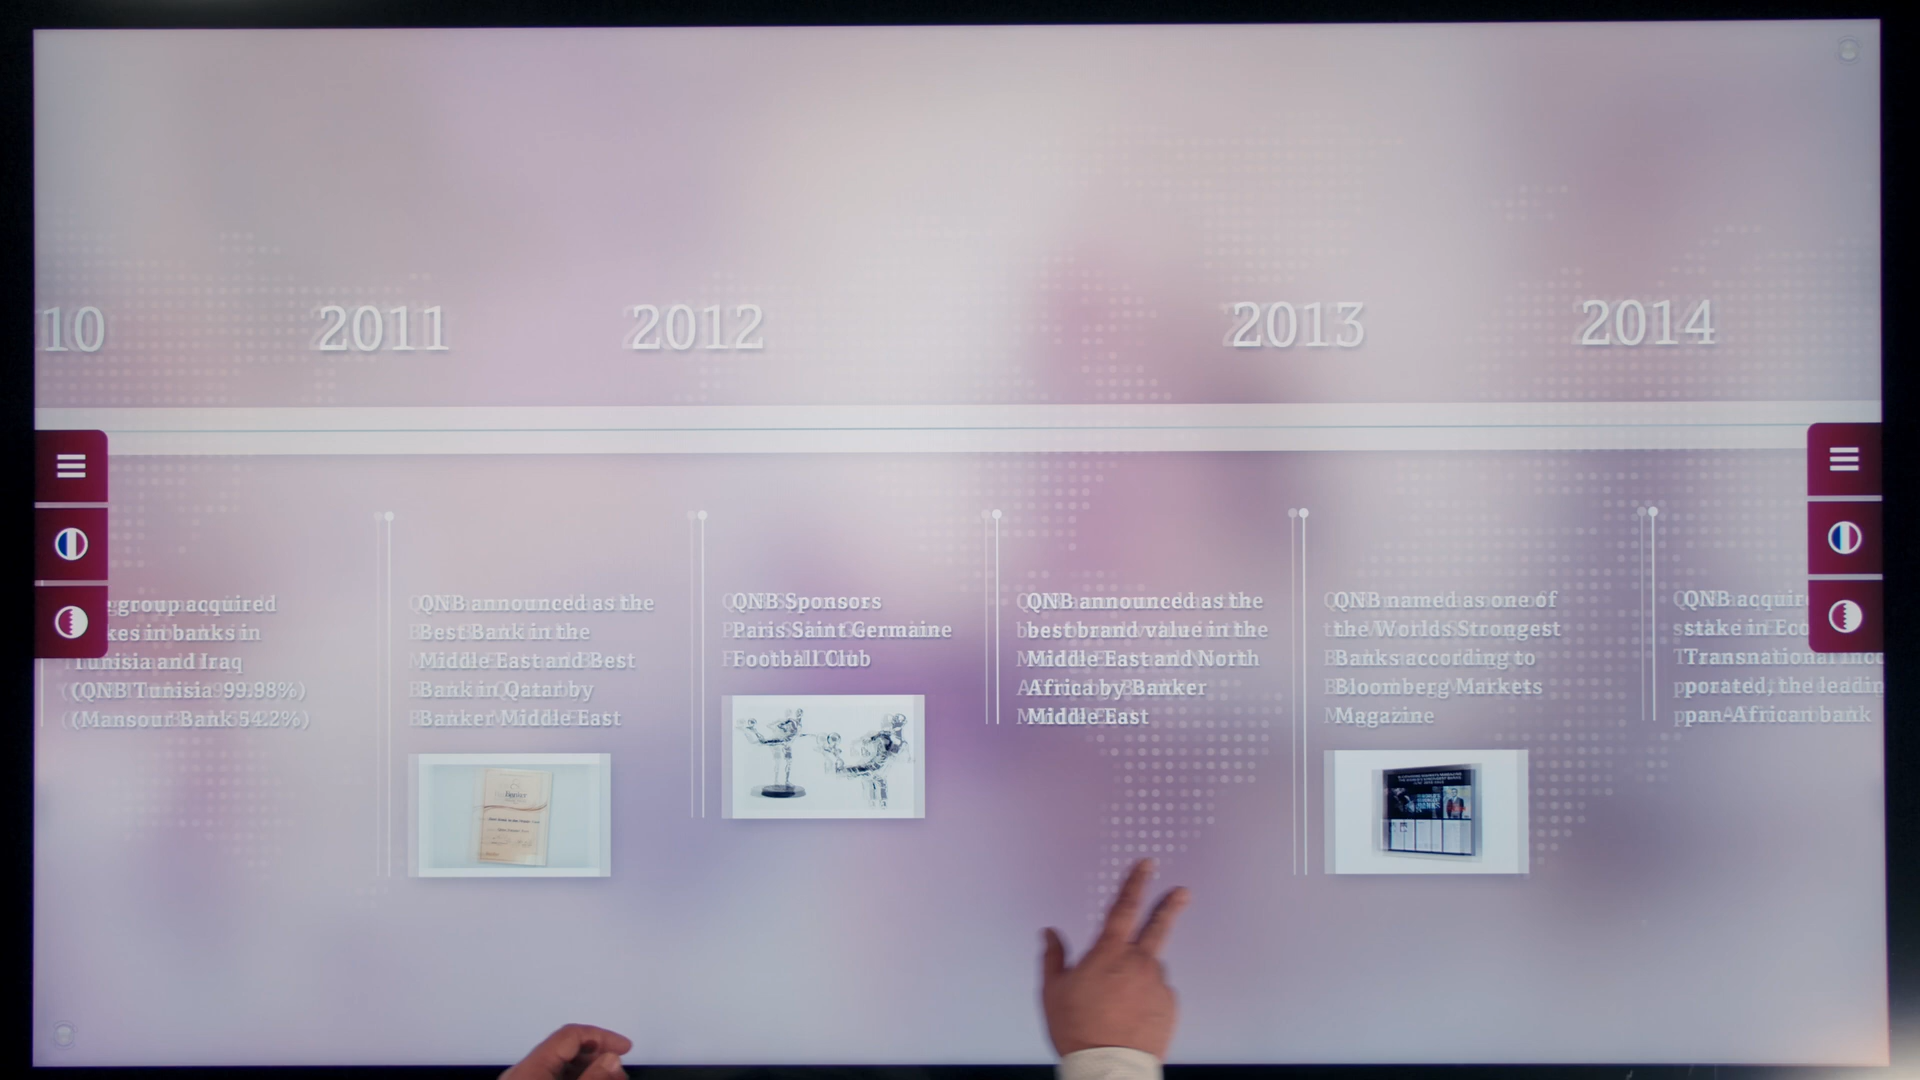 10
2011
2012
2013
2014
group acquired
kes in banks in
Tunisia and Iraq
(QNB Tunisia 99.98%)
(Mansour Bank 54.2%)
QNB announced as the
Best Bank in the
Middle East and Best
Bank in Qatar by
Banker Middle East
QNB Sponsors
Paris Saint Germaine
Football Club
QNB announced as the
best brand value in the
Middle East and North
Africa by Banker
Middle East
QNB named as one of
the Worlds Strongest
Banks according to
Bloomberg Markets
Magazine
QNB acquir
stake in Eco
Transnational Inco
porated, the leadin
pan-African bank